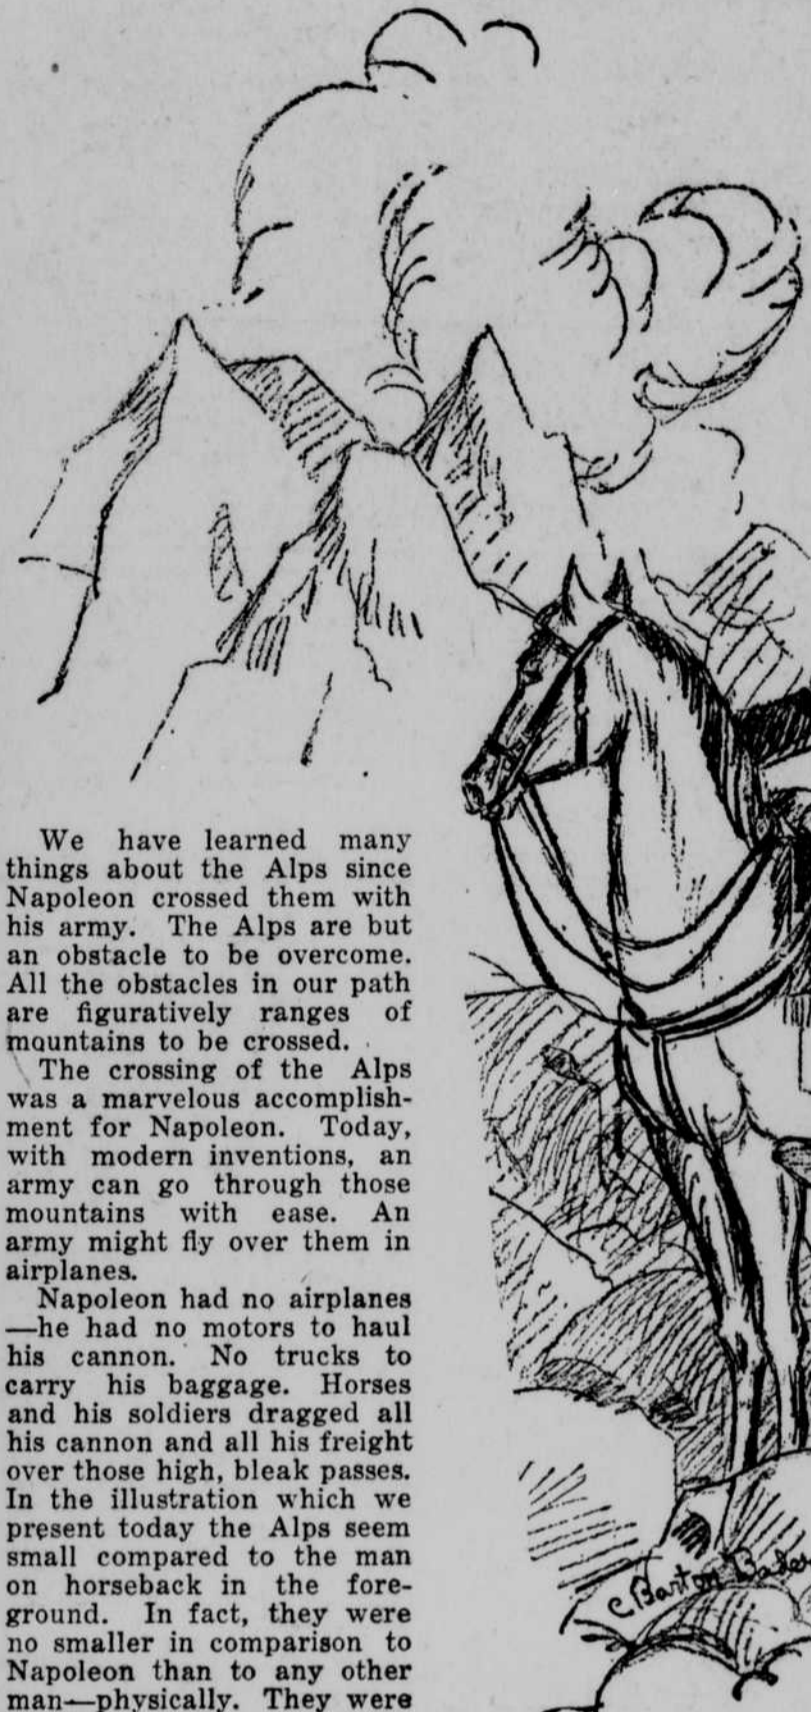 We have learned many
things about the Alps since
Napoleon crossed them with
his army. The Alps are but
an obstacle to be overcome.
All the obstacles in our path
are figuratively ranges of
mountains to be crossed.
The crossing of the Alps
was a marvelous accomplish-
ment for Napoleon. Today,
with modern inventions, an
army can go through those
mountains with ease. An
army might fly over them in
airplanes.
Napoleon had no airplanes
—he had no motors to haul
his cannon. No trucks to
carry his baggage. Horses
and his soldiers dragged all
his cannon and all his freight
over those high, bleak passes.
In the illustration which we
present today the Alps seem
small compared to the man
on horseback in the fore-
ground. In fact, they were
no smaller in comparison to
Napoleon than to any other
man—physically. They were
C Barton